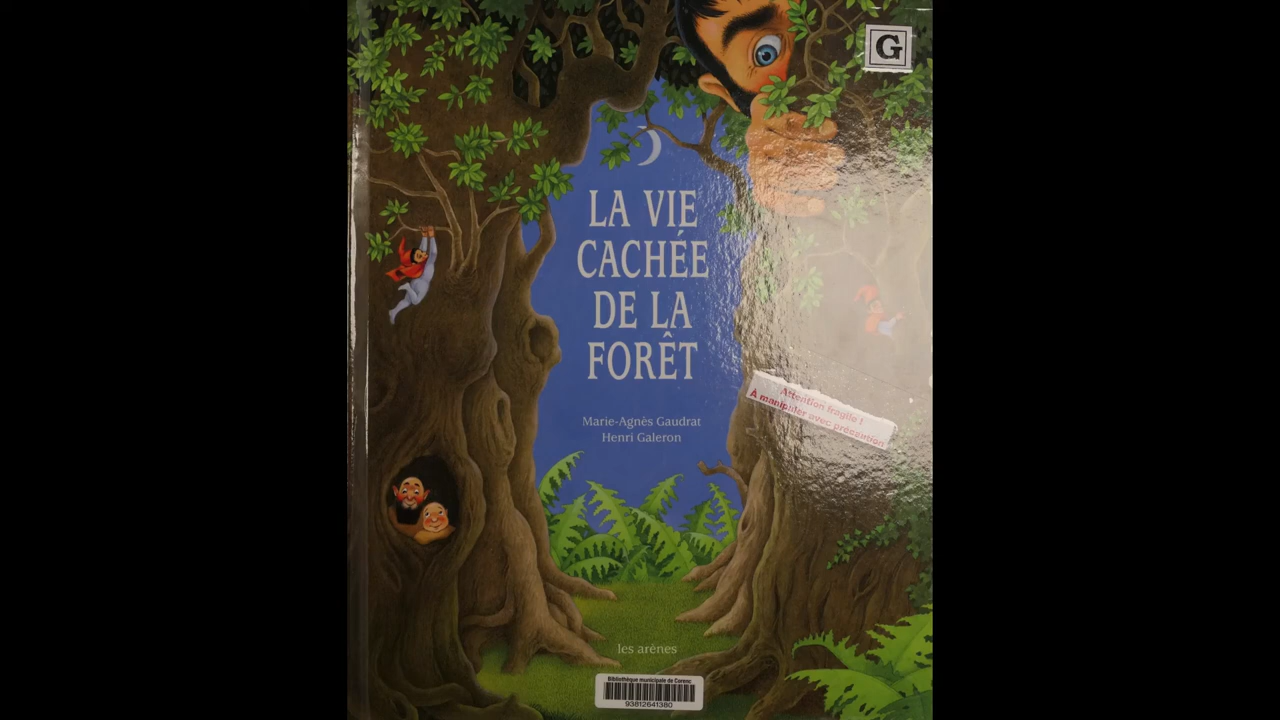 G
LA VIE
CACHÉE
DE LA
FORÊT
Attention fragile !
À manipuler avec précaution
Marie-Agnès Gaudrat
Henri Galeron
les arènes
Bibliothèque municipale de Corenc
93812641380